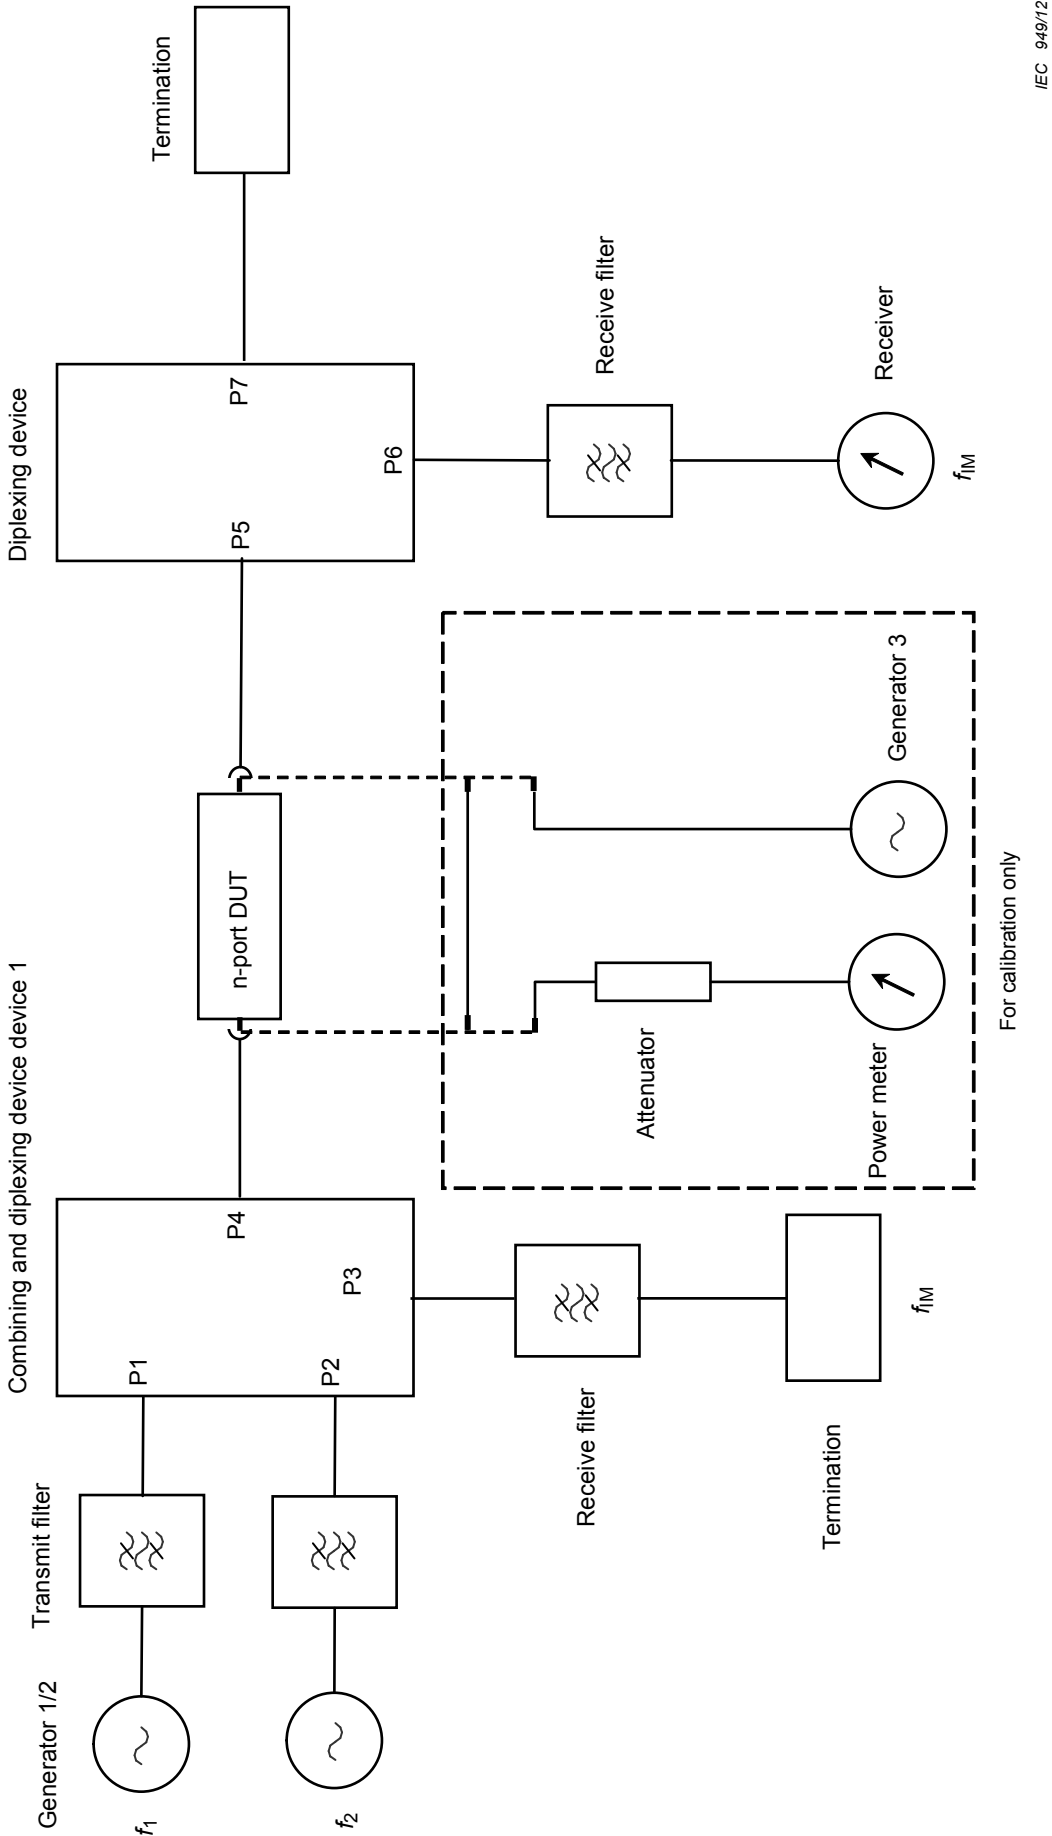 Combining and diplexing device device 1
Diplexing device
Generator 1/2
Transmit filter
Termination
f1
f2
P1
P2
P3
P4
n-port DUT
P5
P6
P7
Receive filter
Termination
fIM
Attenuator
Power meter
Generator 3
For calibration only
Receive filter
Receiver
fIM
IEC 949/12